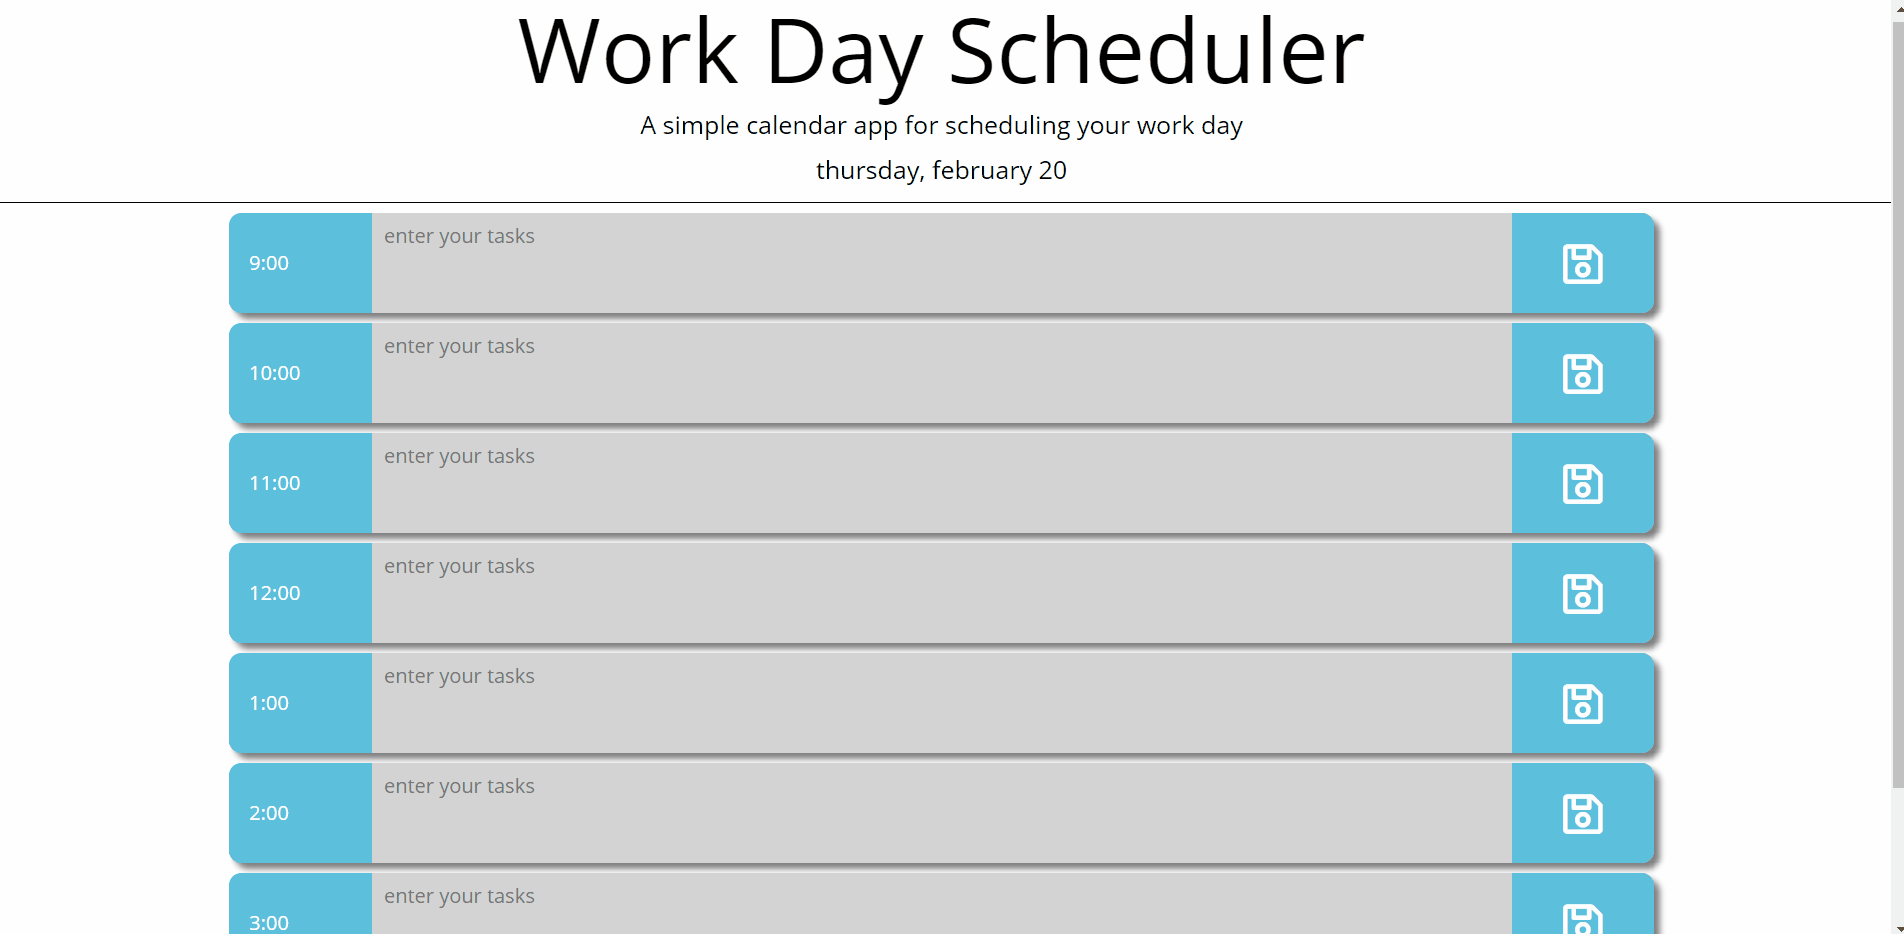 Work Day Scheduler
A simple calendar app for scheduling your work day
thursday, february 20
9:00
enter your tasks
10:00
enter your tasks
11:00
enter your tasks
12:00
enter your tasks
1:00
enter your tasks
2:00
enter your tasks
3:00
enter your tasks